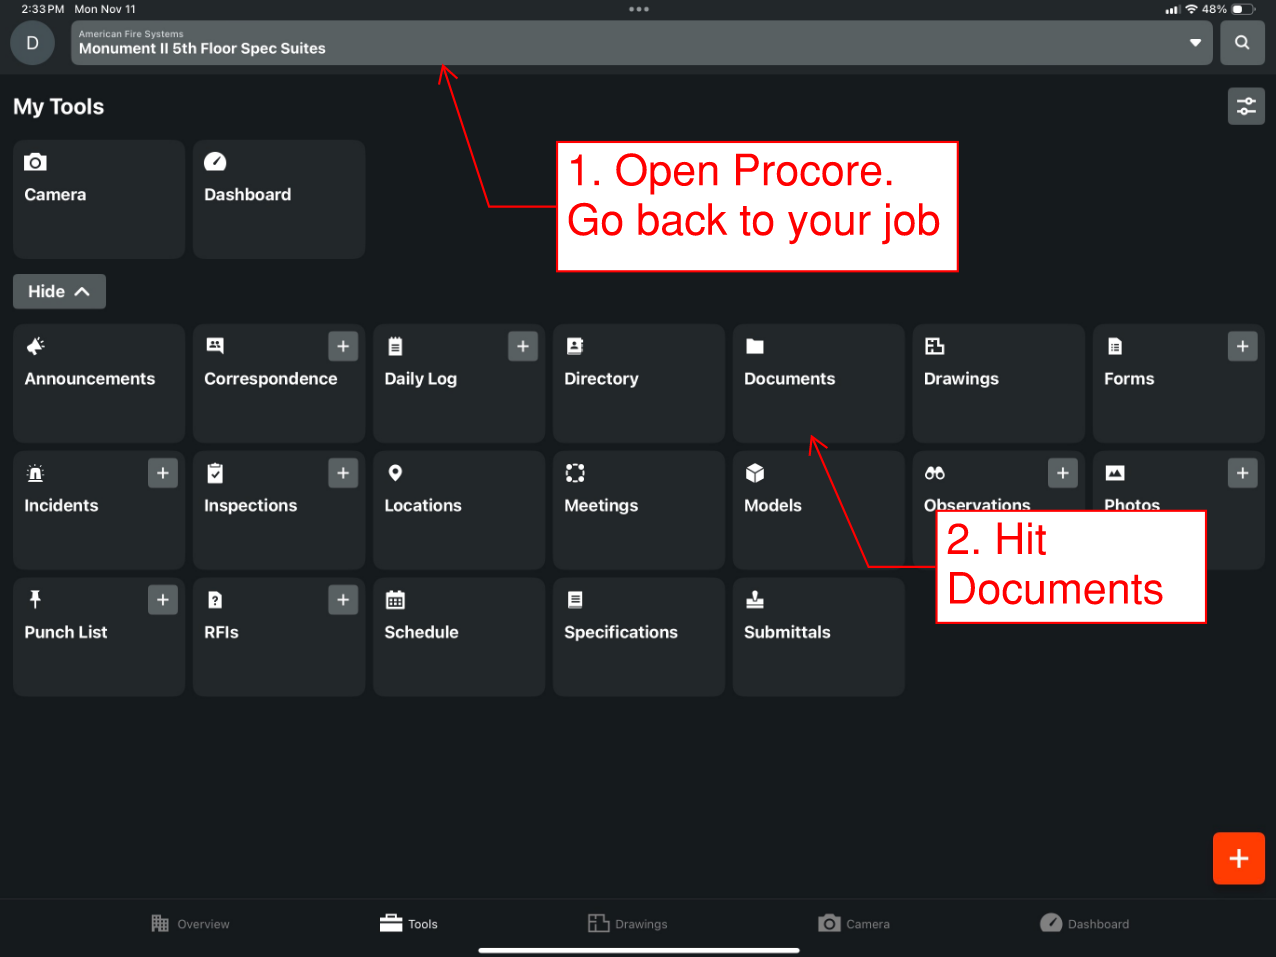 2:33 PM Mon Nov 11
48%
D
American Fire Systems
Monument II 5th Floor Spec Suites
My Tools
Camera
Dashboard
1. Open Procore.
Go back to your job
Hide
Announcements
Correspondence
Daily Log
Directory
Documents
Drawings
Forms
Incidents
Inspections
Locations
Meetings
Models
Observations
Photos
2. Hit
Documents
Punch List
RFIs
Schedule
Specifications
Submittals
Overview
Tools
Drawings
Camera
Dashboard